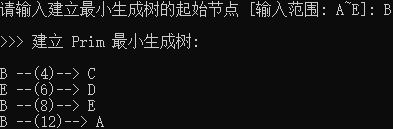 请输入建立最小生成树的起始节点 [输入范围: A~E]: B
>>> 建立 Prim 最小生成树:
B --(4)--> C
E --(6)--> D
B --(8)--> E
B --(12)--> A